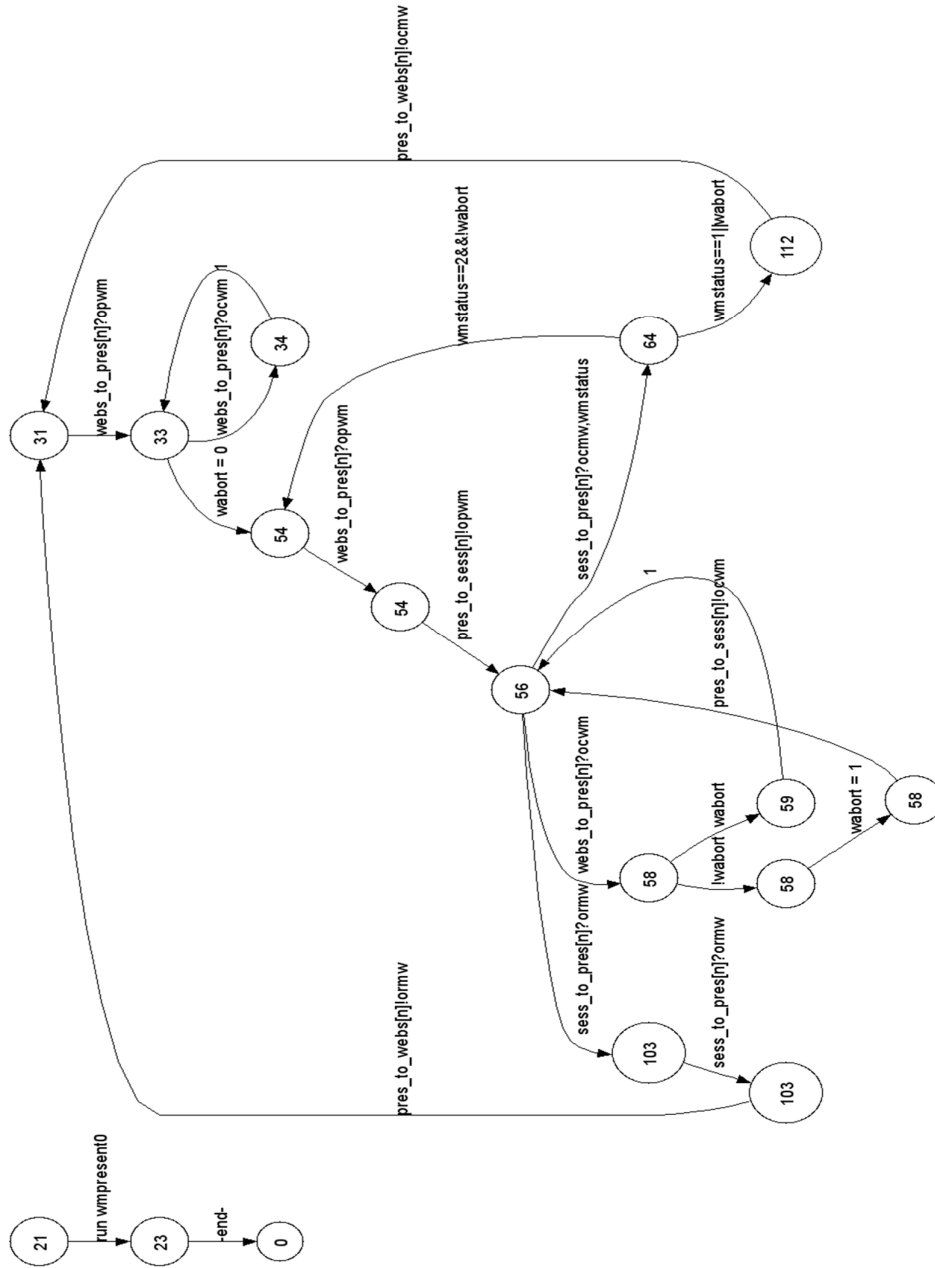 21
run wmpresent0
23
-end-
0
31
webs_to_pres[n]?opwm
33
webs_to_pres[n]?ocwm
1
34
wabort = 0
54
webs_to_pres[n]?opwm
54
pres_to_sess[n]!opwm
56
sess_to_pres[n]?ocmw,wmstatus
64
wmstatus==2&&!wabort
wmstatus==1||wabort
112
pres_to_webs[n]!ocmw
webs_to_pres[n]?ocwm
58
wabort
59
1
!wabort
58
wabort = 1
58
pres_to_sess[n]!ocwm
sess_to_pres[n]?ormw
103
sess_to_pres[n]?ormw
103
pres_to_webs[n]!ormw